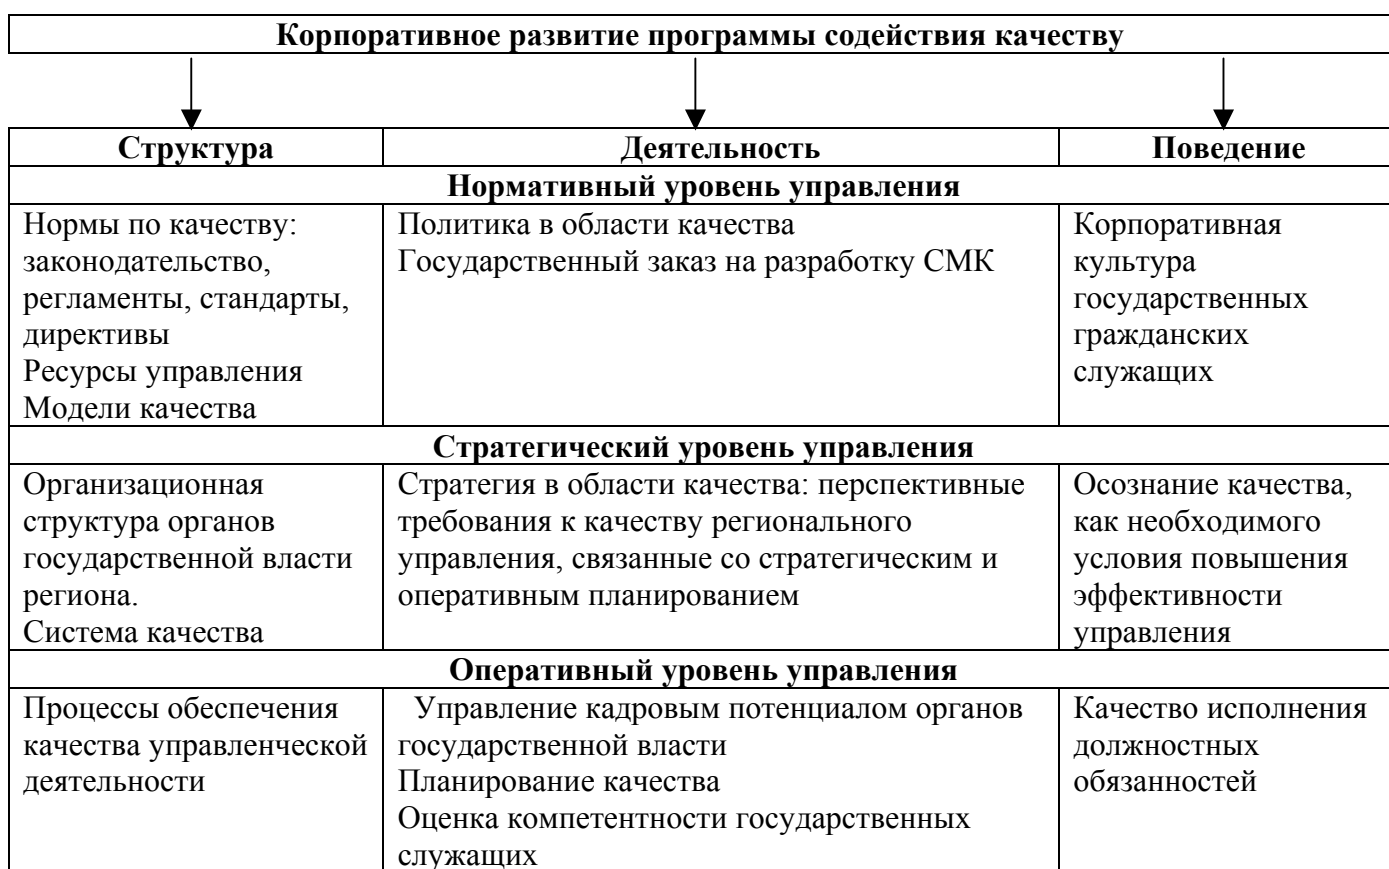 Корпоративное развитие программы содействия качеству
Структура
Деятельность
Поведение
Нормативный уровень управления
Нормы по качеству:
законодательство,
регламенты, стандарты,
директивы
Ресурсы управления
Модели качества
Политика в области качества
Государственный заказ на разработку СМК
Корпоративная
культура
государственных
гражданских
служащих
Стратегический уровень управления
Организационная
структура органов
государственной власти
региона.
Система качества
Стратегия в области качества: перспективные
требования к качеству регионального
управления, связанные со стратегическим и
оперативным планированием
Осознание качества,
как необходимого
условия повышения
эффективности
управления
Оперативный уровень управления
Процессы обеспечения
качества управленческой
деятельности
Управление кадровым потенциалом органов
государственной власти
Планирование качества
Оценка компетентности государственных
служащих
Качество исполнения
должностных
обязанностей